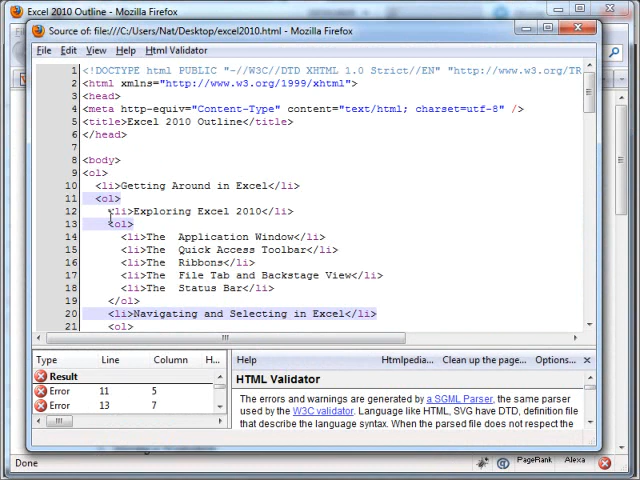 Excel 2010 Outline - Mozilla Firefox
Source of: file:///C:/Users/Nat/Desktop/excel2010.html - Mozilla Firefox
File Edit View Help Html Validator
1 <!DOCTYPE html PUBLIC "-//W3C//DTD XHTML 1.0 Strict//EN" "http://www.w3.org/TR
2 <html xmlns="http://www.w3.org/1999/xhtml">
3 <head>
4 <meta http-equiv="Content-Type" content="text/html; charset=utf-8" />
5 <title>Excel 2010 Outline</title>
6 </head>
7
8 <body>
9 <ol>
10 <li>Getting Around in Excel</li>
11 <ol>
12 <li>Exploring Excel 2010</li>
13 <ol>
14 <li>The  Application Window</li>
15 <li>The  Quick Access Toolbar</li>
16 <li>The  Ribbons</li>
17 <li>The  File Tab and Backstage View</li>
18 <li>The  Status Bar</li>
19 </ol>
20 <li>Navigating and Selecting in Excel</li>
21 <ol>
Type Line Column H...
Result
Error 11 5
Error 13 7
Help Htmlpedia... Clean up the page... Options...
HTML Validator
The errors and warnings are generated by a SGML Parser, the same parser
used by the W3C validator. Language like HTML, SVG have DTD, definition file
that describe the language syntax. When the parsed file does not respect the
Done PageRank Alexa